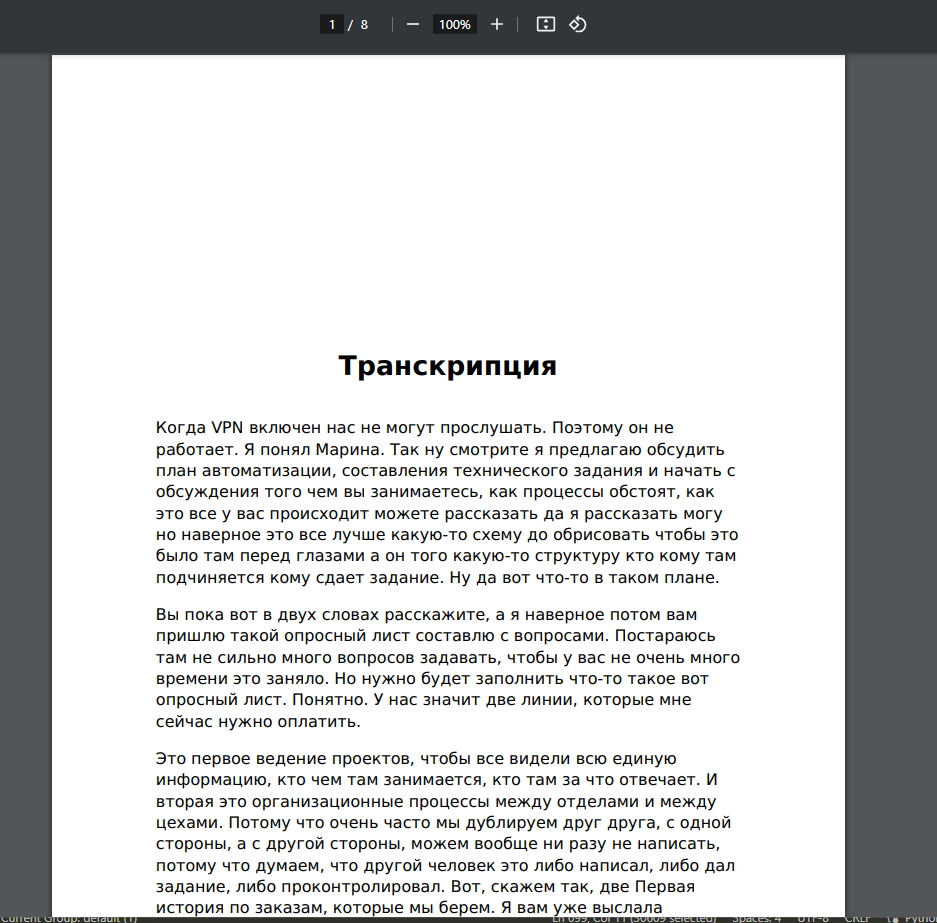 1 / 8 — 100% +
Транскрипция
Когда VPN включен нас не могут прослушать. Поэтому он не
работает. Я понял Марина. Так ну смотрите я предлагаю обсудить
план автоматизации, составления технического задания и начать с
обсуждения того чем вы занимаетесь, как процессы обстоят, как
это все у вас происходит можете рассказать да я рассказать могу
но наверное это все лучше какую-то схему до обрисовать чтобы это
было там перед глазами а он того какую-то структуру кто кому там
подчиняется кому сдает задание. Ну да вот что-то в таком плане.
Вы пока вот в двух словах расскажите, а я наверное потом вам
пришлю такой опросный лист составлю с вопросами. Постараюсь
там не сильно много вопросов задавать, чтобы у вас не очень много
времени это заняло. Но нужно будет заполнить что-то такое вот
опросный лист. Понятно. У нас значит две линии, которые мне
сейчас нужно оплатить.
Это первое ведение проектов, чтобы все видели всю единую
информацию, кто чем там занимается, кто там за что отвечает. И
вторая это организационные процессы между отделами и между
цехами. Потому что очень часто мы дублируем друг друга, с одной
стороны, а с другой стороны, можем вообще ни разу не написать,
потому что думаем, что другой человек это либо написал, либо дал
задание, либо проконтролировал. Вот, скажем так, две Первая
история по заказам, которые мы берем. Я вам уже выслала
Current Group: default (1) Ln 699, Col 11 (30609 selected) Spaces: 4 UTF-8 CRLF Pytho